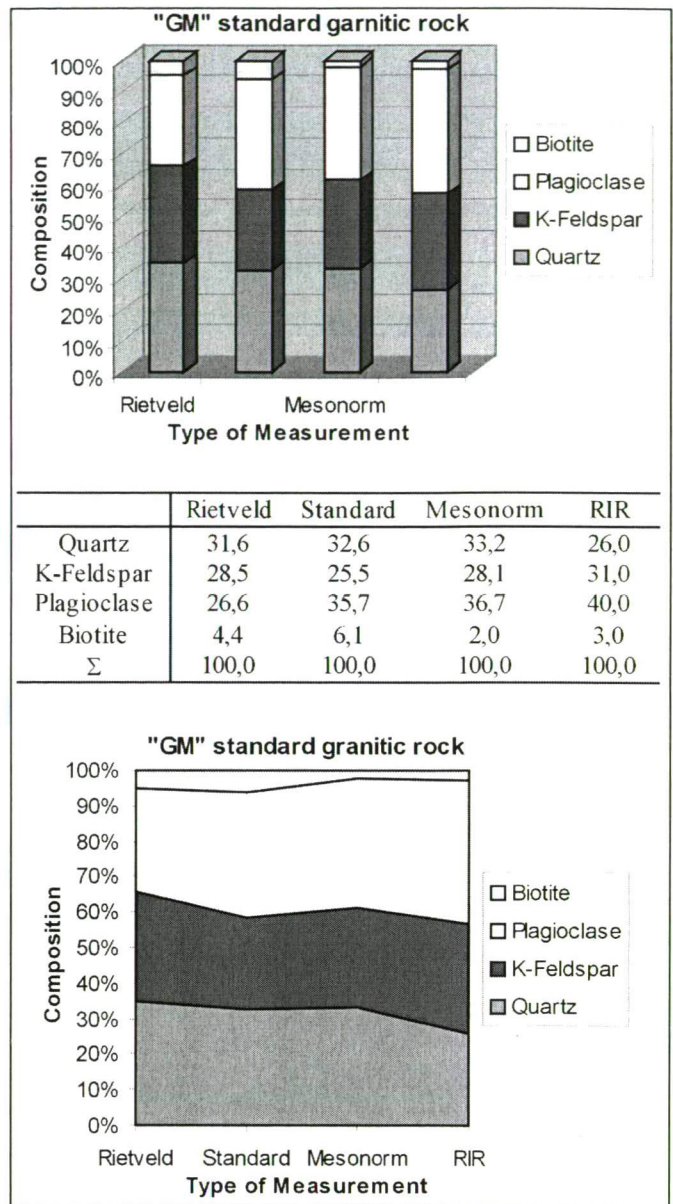 "GM" standard garnitic rock
100%
90%
80%
70%
60%
50%
40%
30%
20%
10%
0%
Composition
Rietveld Mesonorm
Type of Measurement
Biotite
Plagioclase
K-Feldspar
Quartz
Rietveld Standard Mesonorm RIR
Quartz 31,6 32,6 33,2 26,0
K-Feldspar 28,5 25,5 28,1 31,0
Plagioclase 26,6 35,7 36,7 40,0
Biotite 4,4 6,1 2,0 3,0
Σ 100,0 100,0 100,0 100,0
"GM" standard granitic rock
100%
90%
80%
70%
60%
50%
40%
30%
20%
10%
0%
Composition
Rietveld Standard Mesonorm RIR
Type of Measurement
Biotite
Plagioclase
K-Feldspar
Quartz